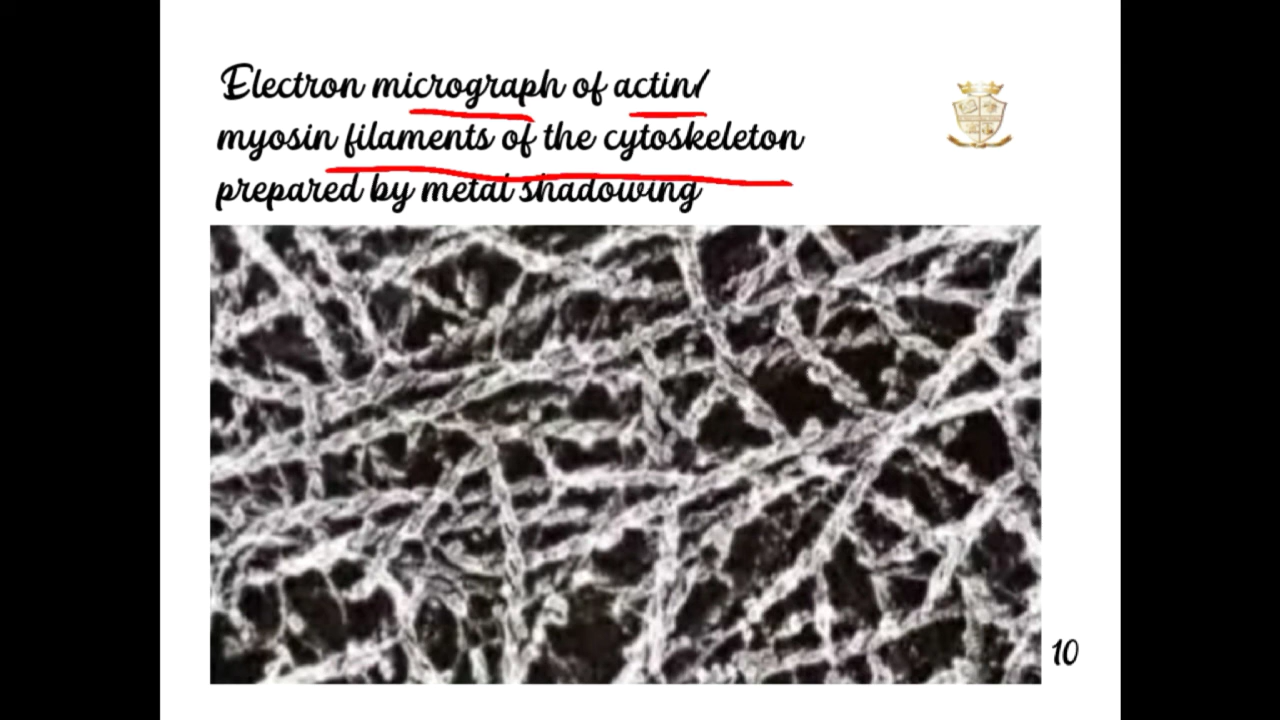 Electron micrograph of actin/
myosin filaments of the cytoskeleton
prepared by metal shadowing
10